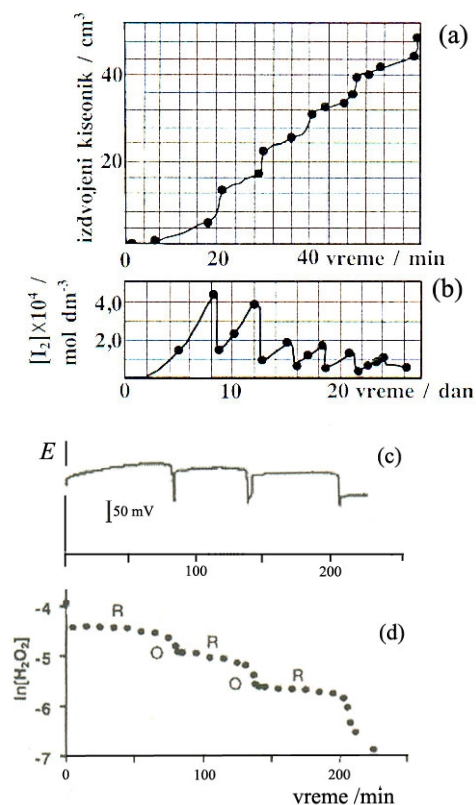 (a)
izdvojeni kiseonik / cm³
40
20
0 20 40 vreme / min
(b)
[I₂]×10⁴ /
mol dm⁻³
4,0
2,0
0 10 20 vreme / dan
(c)
E
50 mV
100 200
(d)
ln[H₂O₂]
-4
-5
-6
-7
R
O
R
O
R
0 100 200
vreme /min